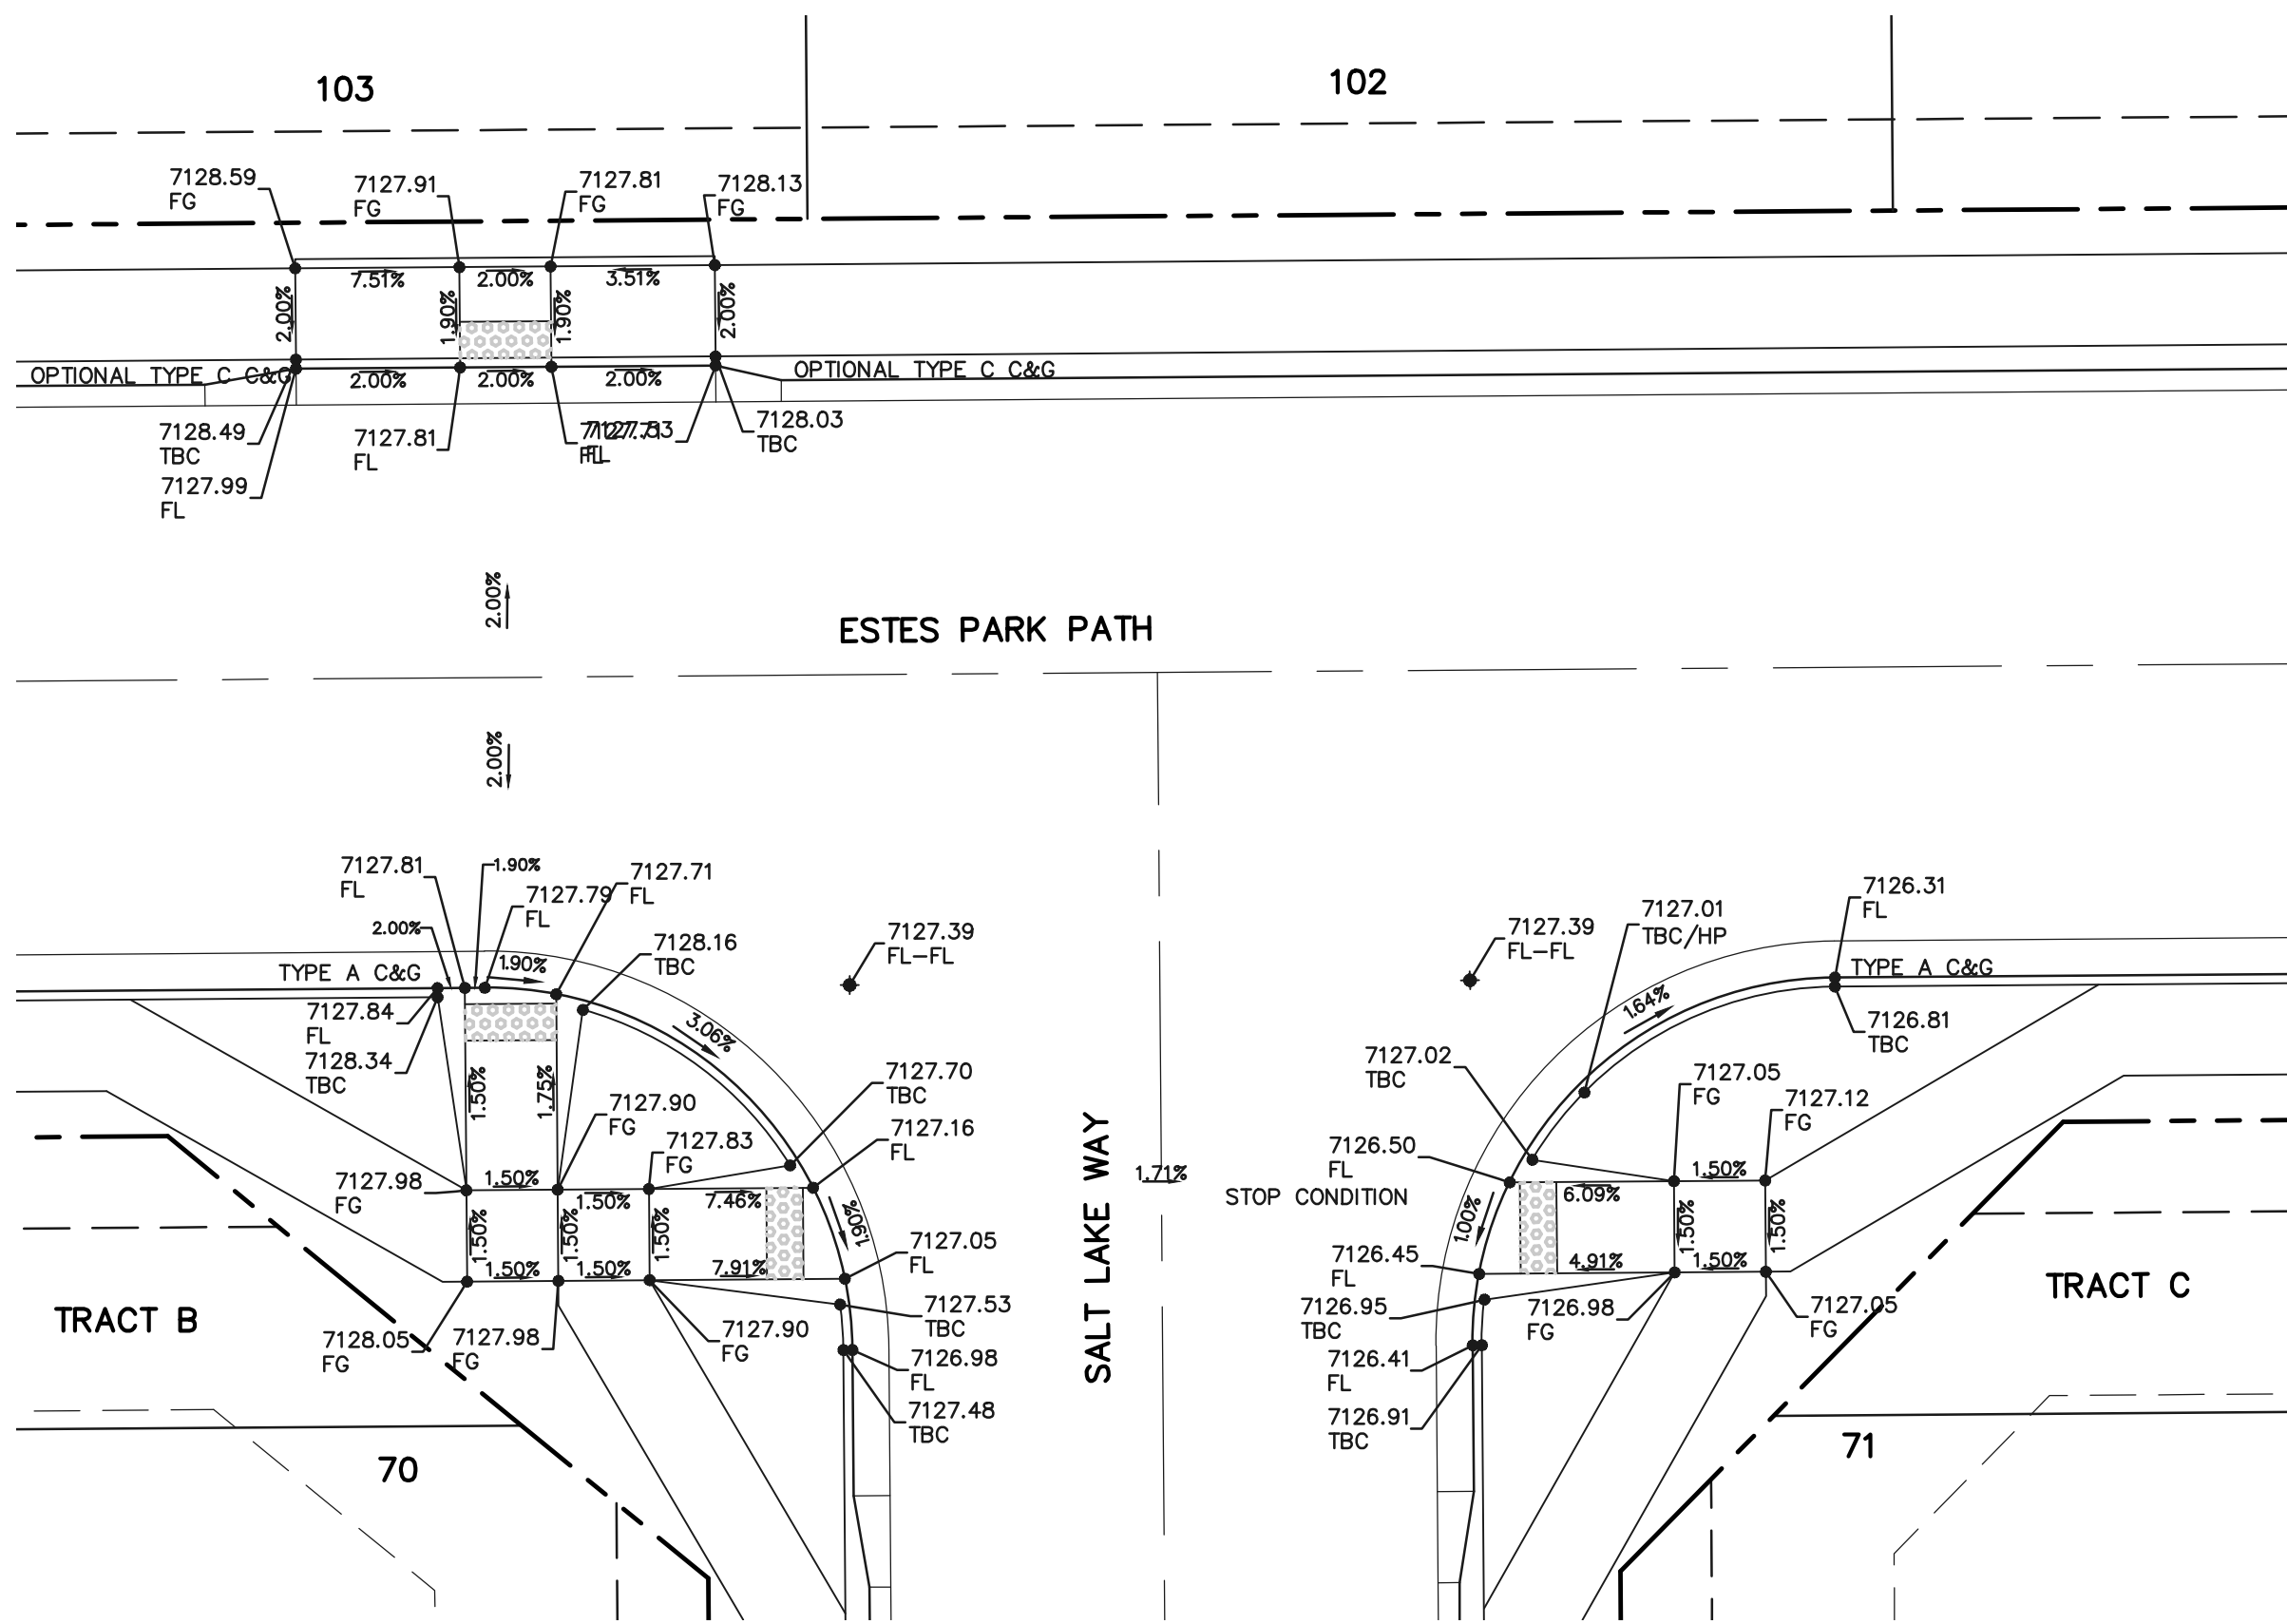 103
102
7128.59
FG
7127.91
FG
7127.81
FG
7128.13
FG
7.51%
2.00%
3.51%
2.00%
1.90%
1.90%
2.00%
OPTIONAL TYPE C C&G
2.00%
2.00%
2.00%
OPTIONAL TYPE C C&G
7128.49
TBC
7127.99
FL
7127.81
FL
7127.71
FL
7127.53
FL
7128.03
TBC
2.00%
ESTES PARK PATH
2.00%
7127.81
FL
1.90%
7127.79
FL
7127.71
FL
2.00%
TYPE A C&G
1.90%
7128.16
TBC
7127.39
FL-FL
7127.84
FL
7128.34
TBC
3.06%
1.50%
1.75%
7127.90
FG
7127.83
FG
7127.70
TBC
7127.16
FL
7127.98
FG
1.50%
1.50%
7.46%
1.90%
1.50%
1.50%
1.50%
1.50%
1.50%
7.91%
7127.05
FL
7127.53
TBC
7126.98
FL
7127.48
TBC
7128.05
FG
7127.98
FG
7127.90
FG
TRACT B
70
SALT LAKE WAY
1.71%
STOP CONDITION
7127.39
FL-FL
7127.01
TBC/HP
7126.31
FL
TYPE A C&G
1.64%
7126.81
TBC
7127.02
TBC
7127.05
FG
7127.12
FG
7126.50
FL
1.50%
6.09%
1.00%
1.50%
1.50%
4.91%
1.50%
7126.45
FL
7126.95
TBC
7126.98
FG
7127.05
FG
7126.41
FL
7126.91
TBC
TRACT C
71